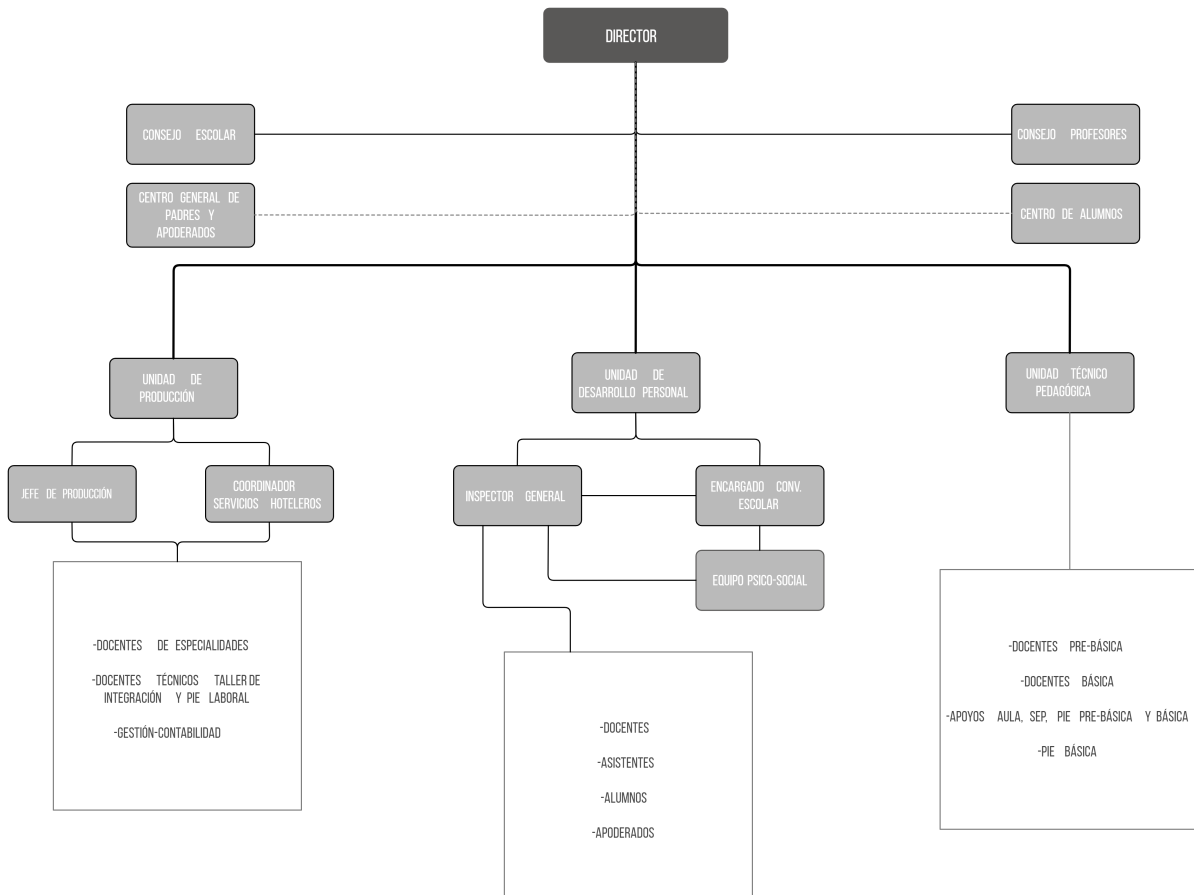 DIRECTOR
CONSEJO ESCOLAR
CONSEJO PROFESORES
CENTRO GENERAL DE
PADRES Y
APODERADOS
CENTRO DE ALUMNOS
UNIDAD DE
PRODUCCIÓN
UNIDAD DE
DESARROLLO PERSONAL
UNIDAD TÉCNICO
PEDAGÓGICA
JEFE DE PRODUCCIÓN
COORDINADOR
SERVICIOS HOTELEROS
INSPECTOR GENERAL
ENCARGADO CONV.
ESCOLAR
EQUIPO PSICO-SOCIAL
-DOCENTES DE ESPECIALIDADES
-DOCENTES TÉCNICOS TALLER DE
INTEGRACIÓN Y PIE LABORAL
-GESTIÓN-CONTABILIDAD
-DOCENTES
-ASISTENTES
-ALUMNOS
-APODERADOS
-DOCENTES PRE-BÁSICA
-DOCENTES BÁSICA
-APOYOS AULA, SEP, PIE PRE-BÁSICA Y BÁSICA
-PIE BÁSICA